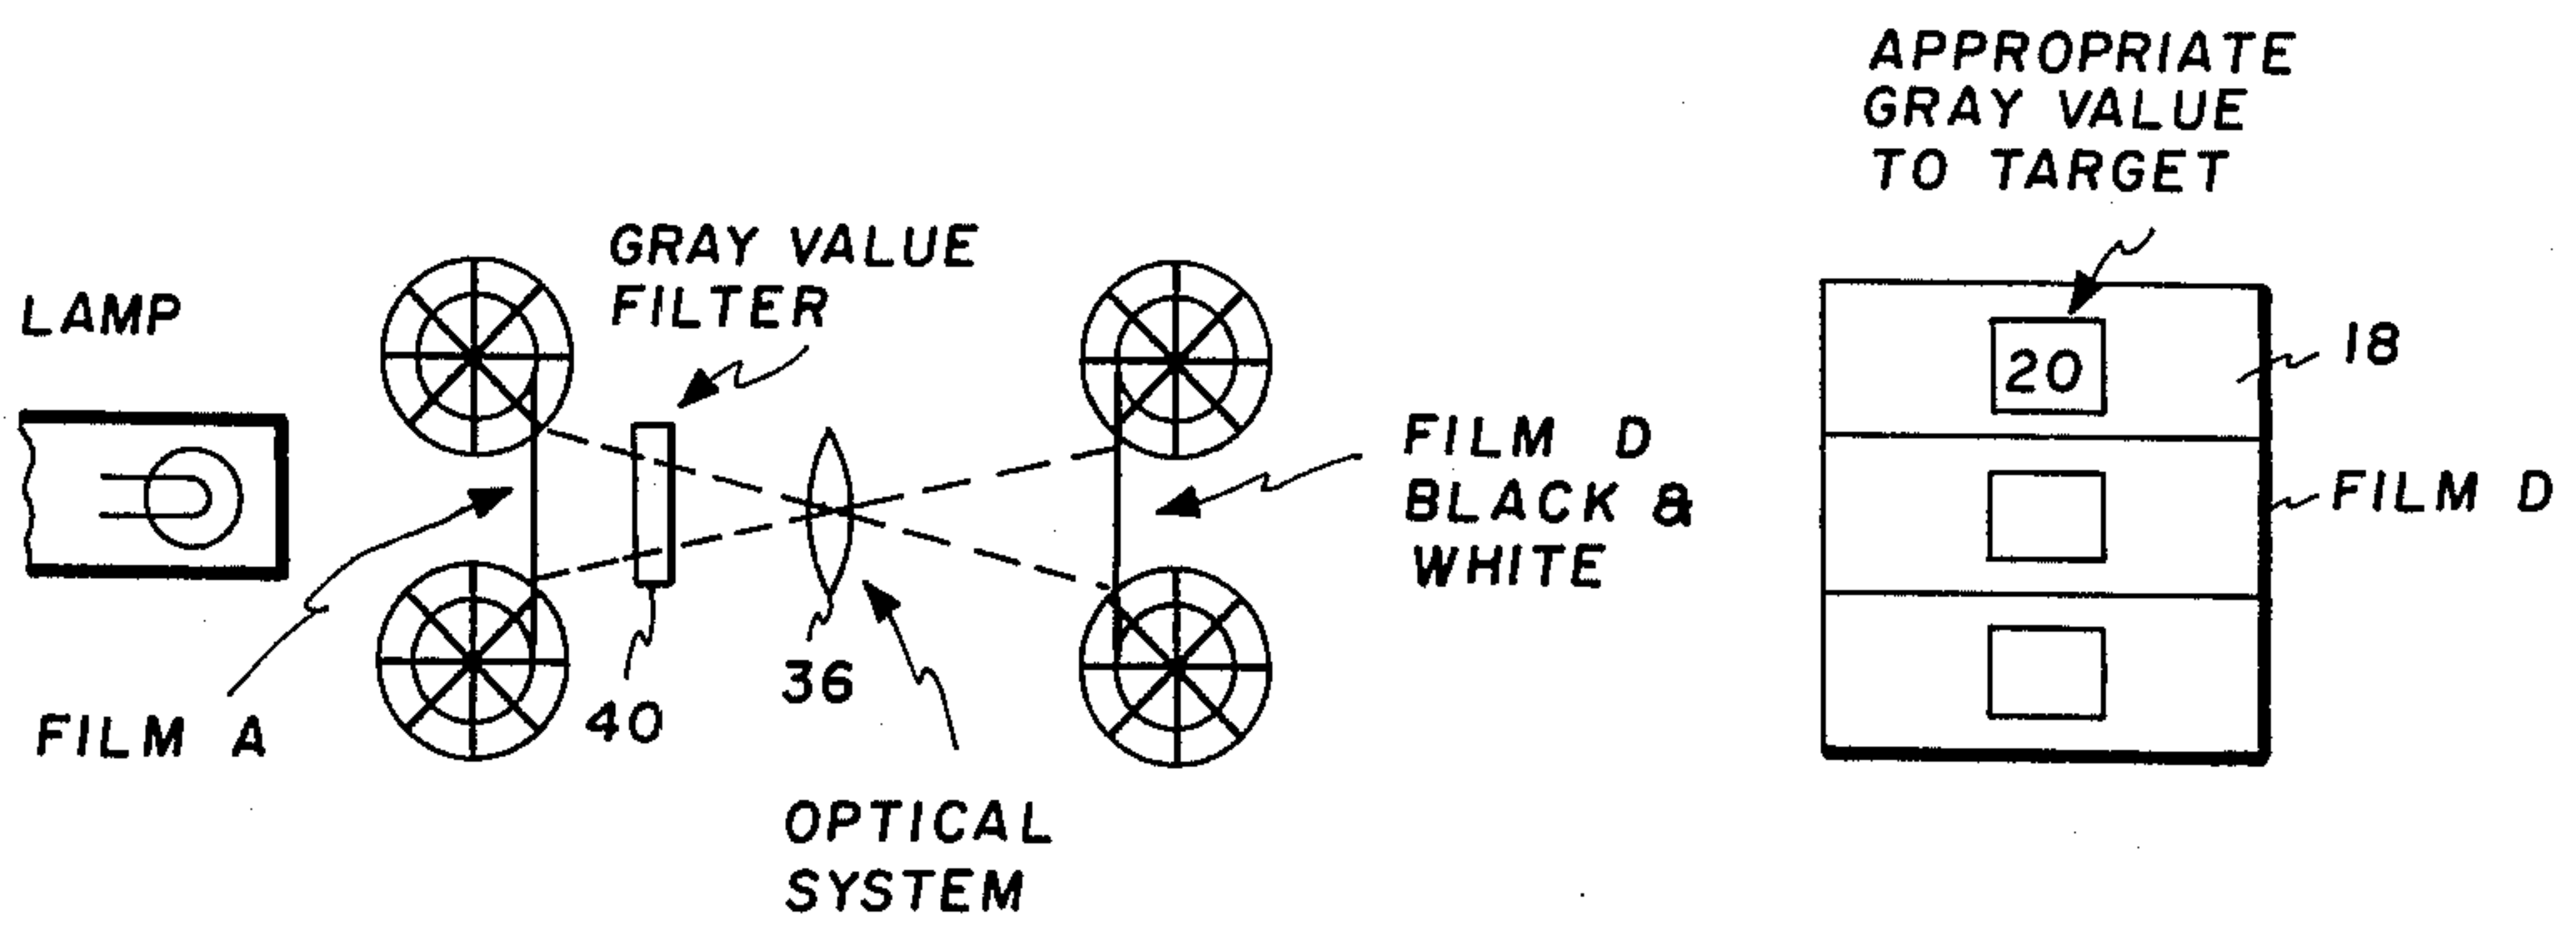 LAMP
GRAY VALUE
FILTER
FILM A
40
36
OPTICAL
SYSTEM
FILM D
BLACK &
WHITE
APPROPRIATE
GRAY VALUE
TO TARGET
20
18
FILM D